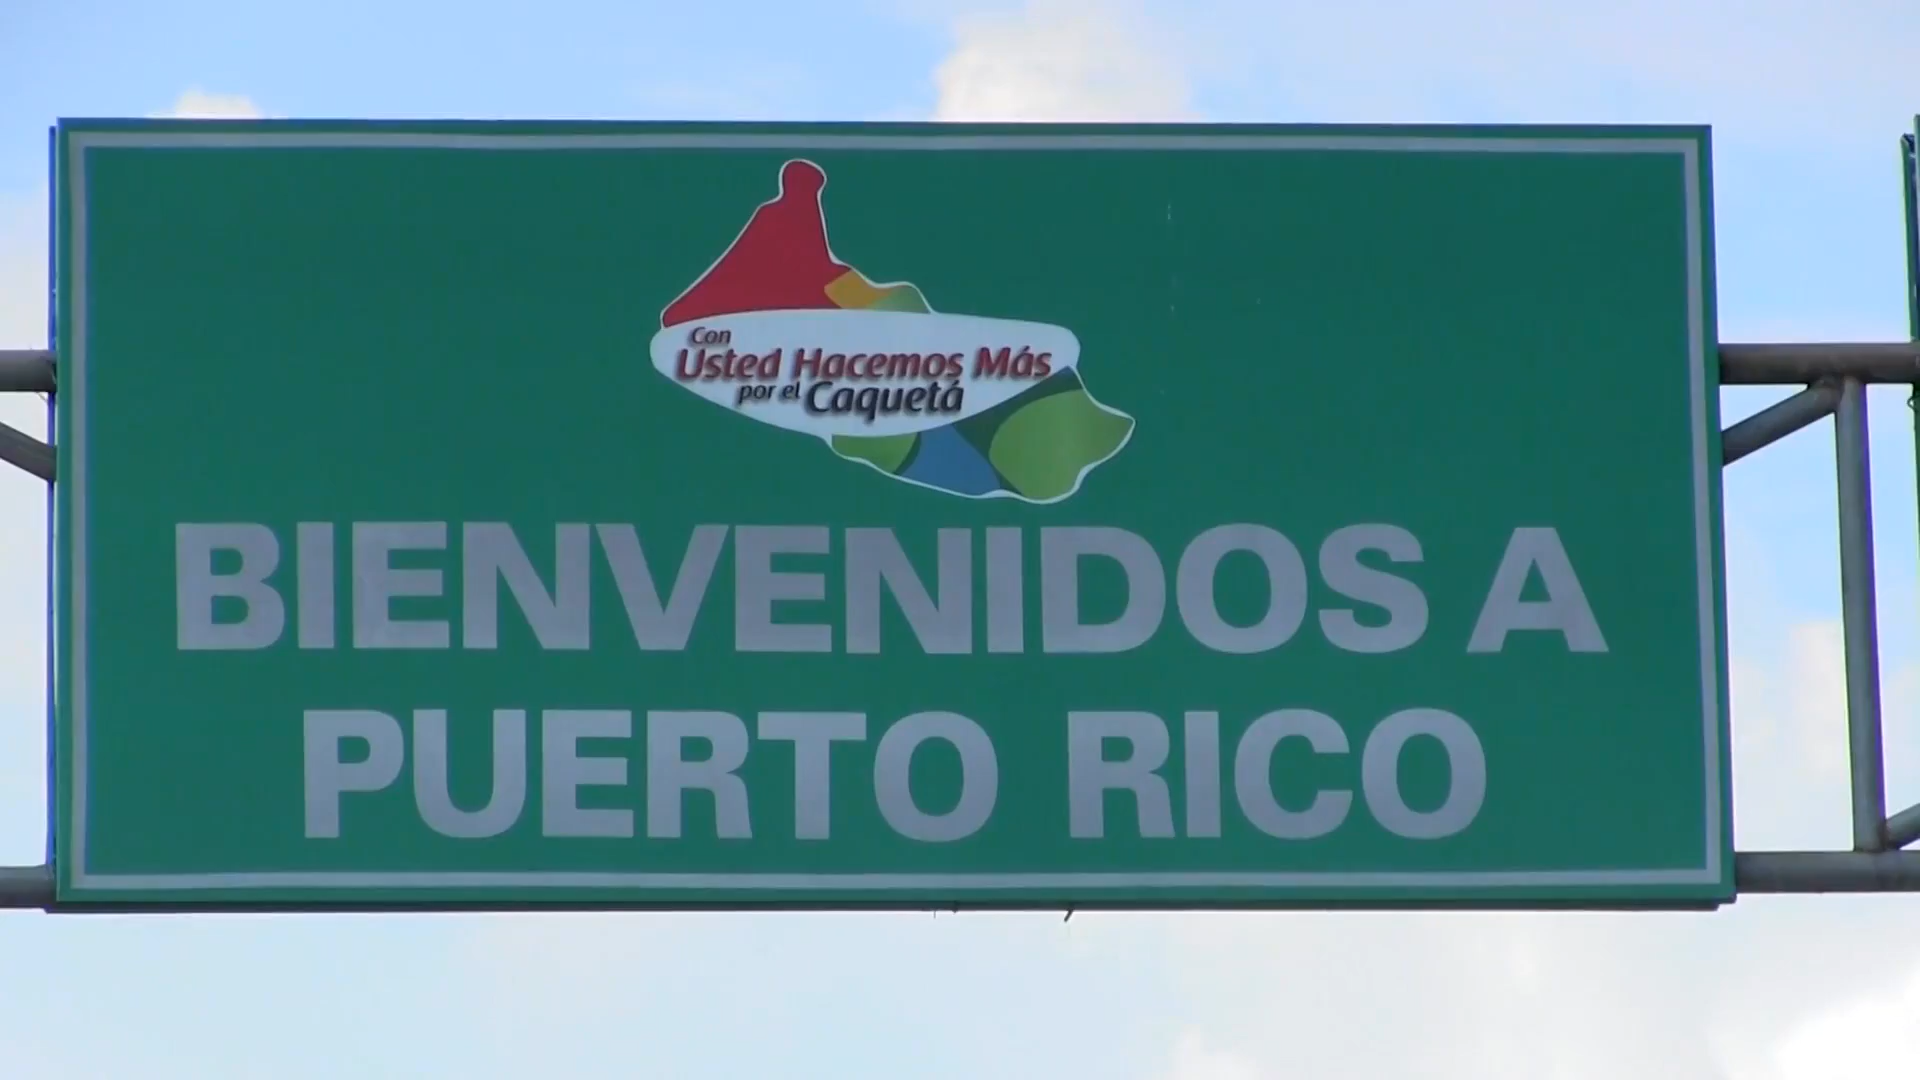 Con
Usted Hacemos Más
por el Caquetá
BIENVENIDOS A
PUERTO RICO